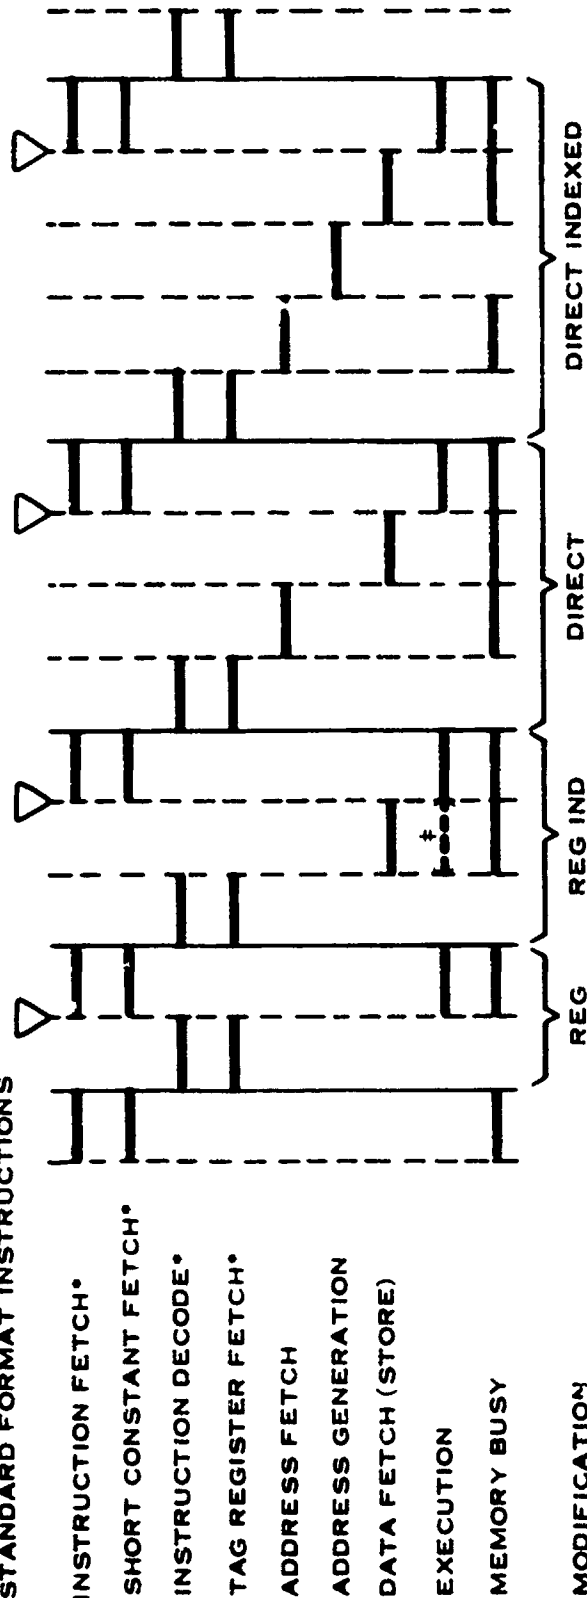 STANDARD FORMAT INSTRUCTIONS
INSTRUCTION FETCH*
SHORT CONSTANT FETCH*
INSTRUCTION DECODE*
TAG REGISTER FETCH*
ADDRESS FETCH
ADDRESS GENERATION
DATA FETCH (STORE)
EXECUTION
‡
MEMORY BUSY
MODIFICATION
REG
REG IND
DIRECT
DIRECT INDEXED